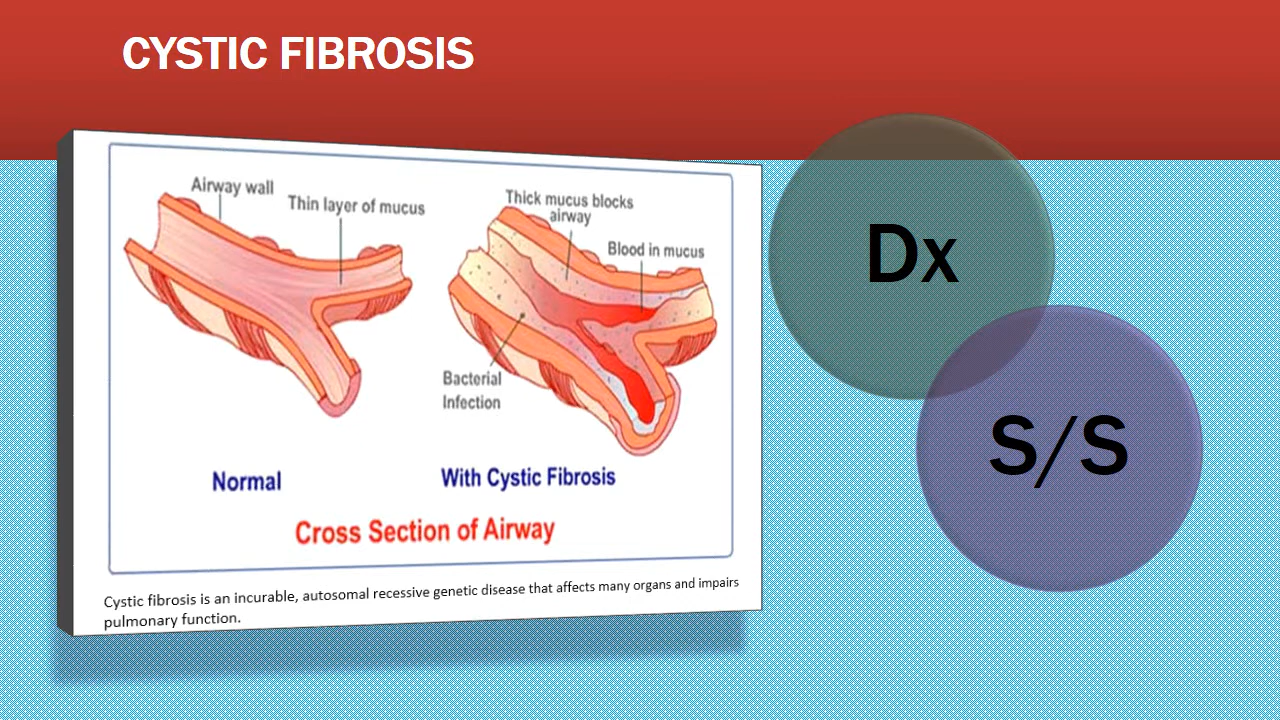 CYSTIC FIBROSIS
Airway wall
Thin layer of mucus
Thick mucus blocks
airway
Blood in mucus
Bacterial
Infection
Normal
With Cystic Fibrosis
Cross Section of Airway
Cystic fibrosis is an incurable, autosomal recessive genetic disease that affects many organs and impairs
pulmonary function.
Dx
S/S